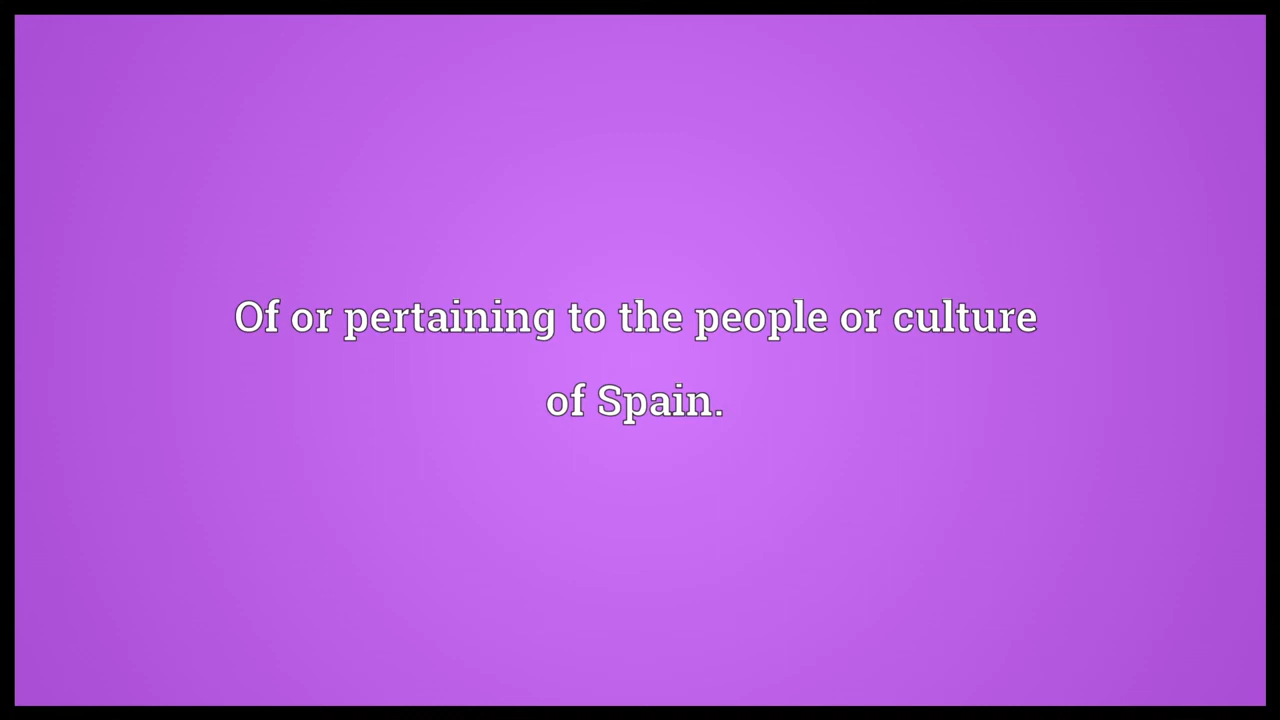 Of or pertaining to the people or culture
of Spain.